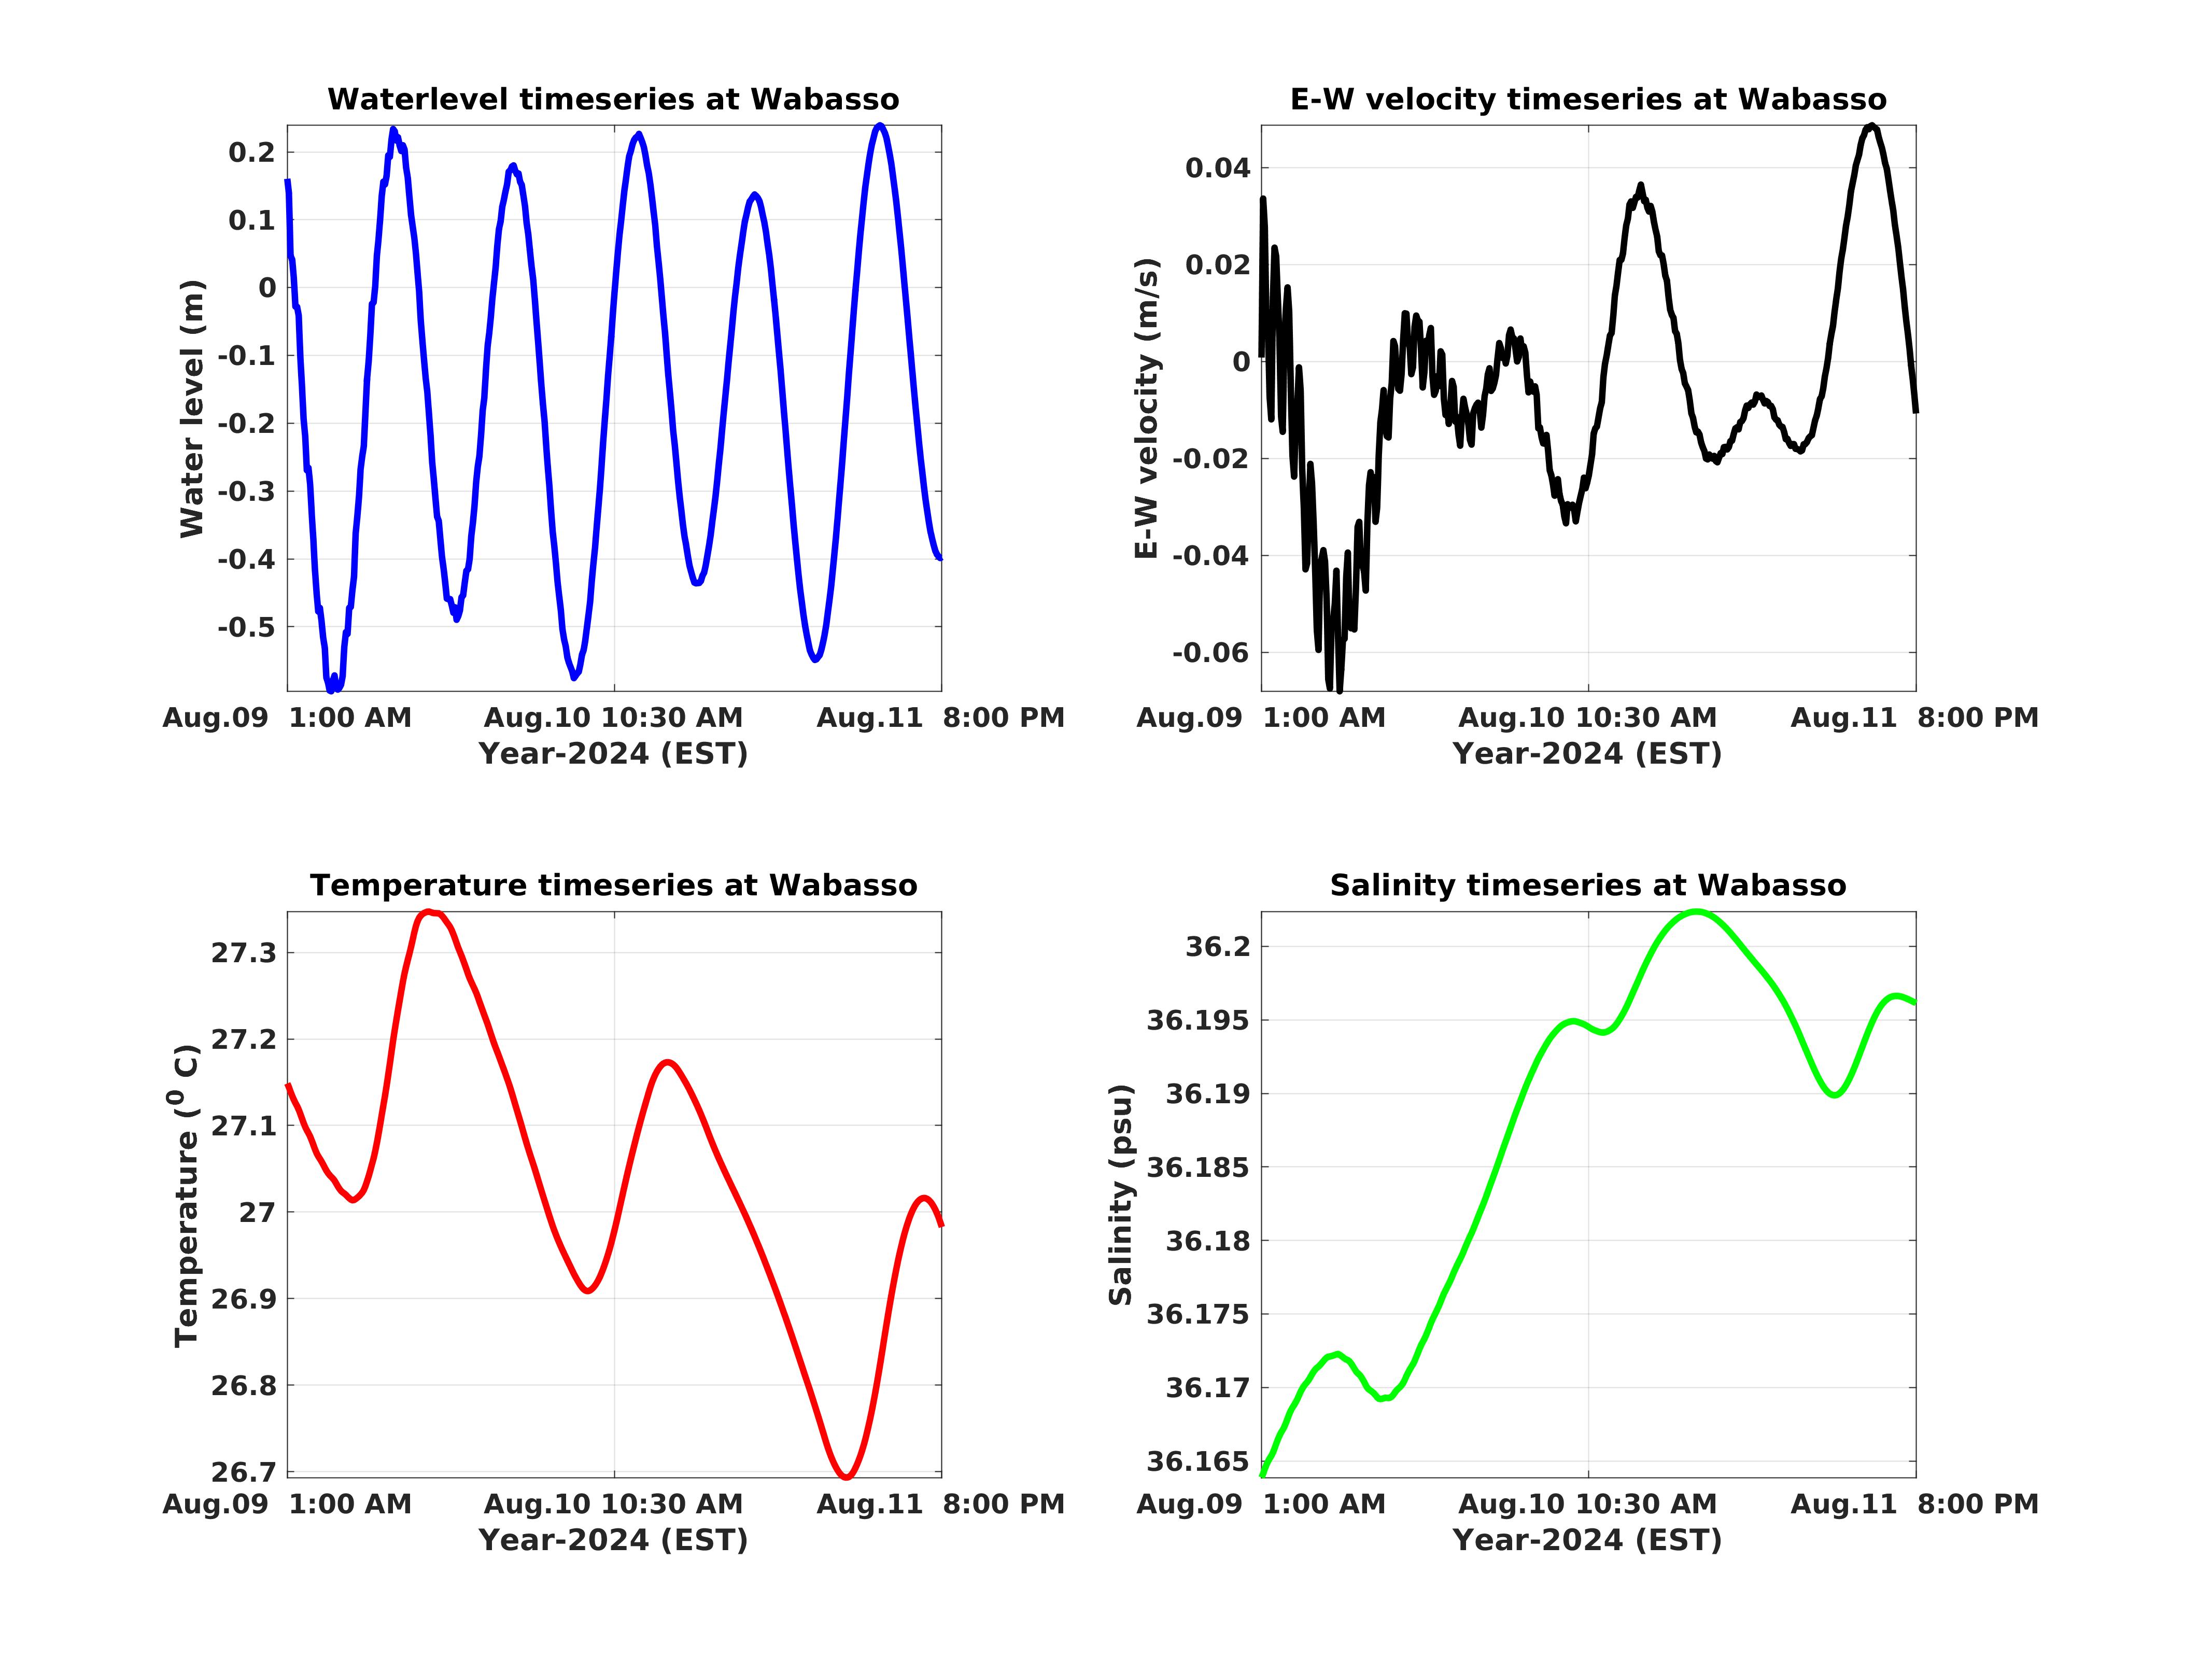 Waterlevel timeseries at Wabasso
0.2
0.1
0
-0.1
-0.2
-0.3
-0.4
-0.5
Water level (m)
Aug.09 1:00 AM
Aug.10 10:30 AM
Aug.11 8:00 PM
Year-2024 (EST)
E-W velocity timeseries at Wabasso
0.04
0.02
0
-0.02
-0.04
-0.06
E-W velocity (m/s)
Aug.09 1:00 AM
Aug.10 10:30 AM
Aug.11 8:00 PM
Year-2024 (EST)
Temperature timeseries at Wabasso
27.3
27.2
27.1
27
26.9
26.8
26.7
Temperature (⁰ C)
Aug.09 1:00 AM
Aug.10 10:30 AM
Aug.11 8:00 PM
Year-2024 (EST)
Salinity timeseries at Wabasso
36.2
36.195
36.19
36.185
36.18
36.175
36.17
36.165
Salinity (psu)
Aug.09 1:00 AM
Aug.10 10:30 AM
Aug.11 8:00 PM
Year-2024 (EST)